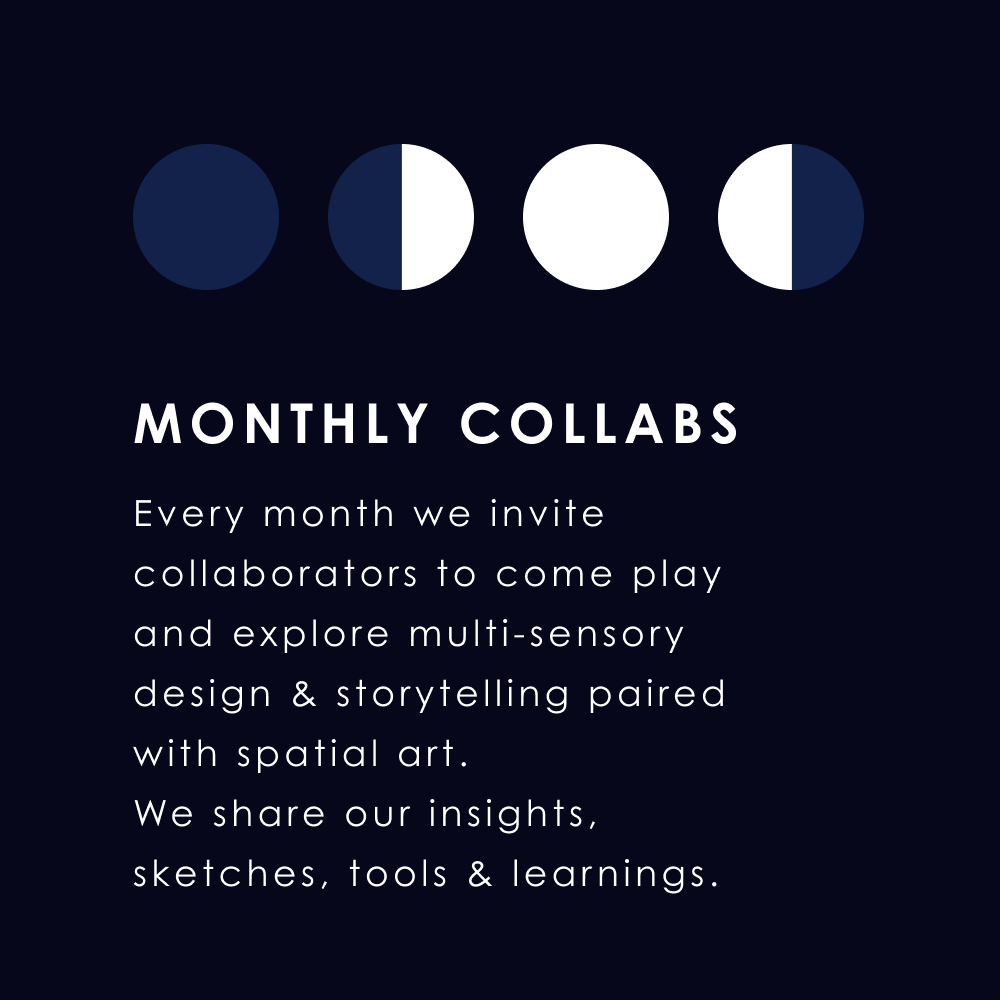 MONTHLY COLLABS
Every month we invite
collaborators to come play
and explore multi-sensory
design & storytelling paired
with spatial art.
We share our insights,
sketches, tools & learnings.